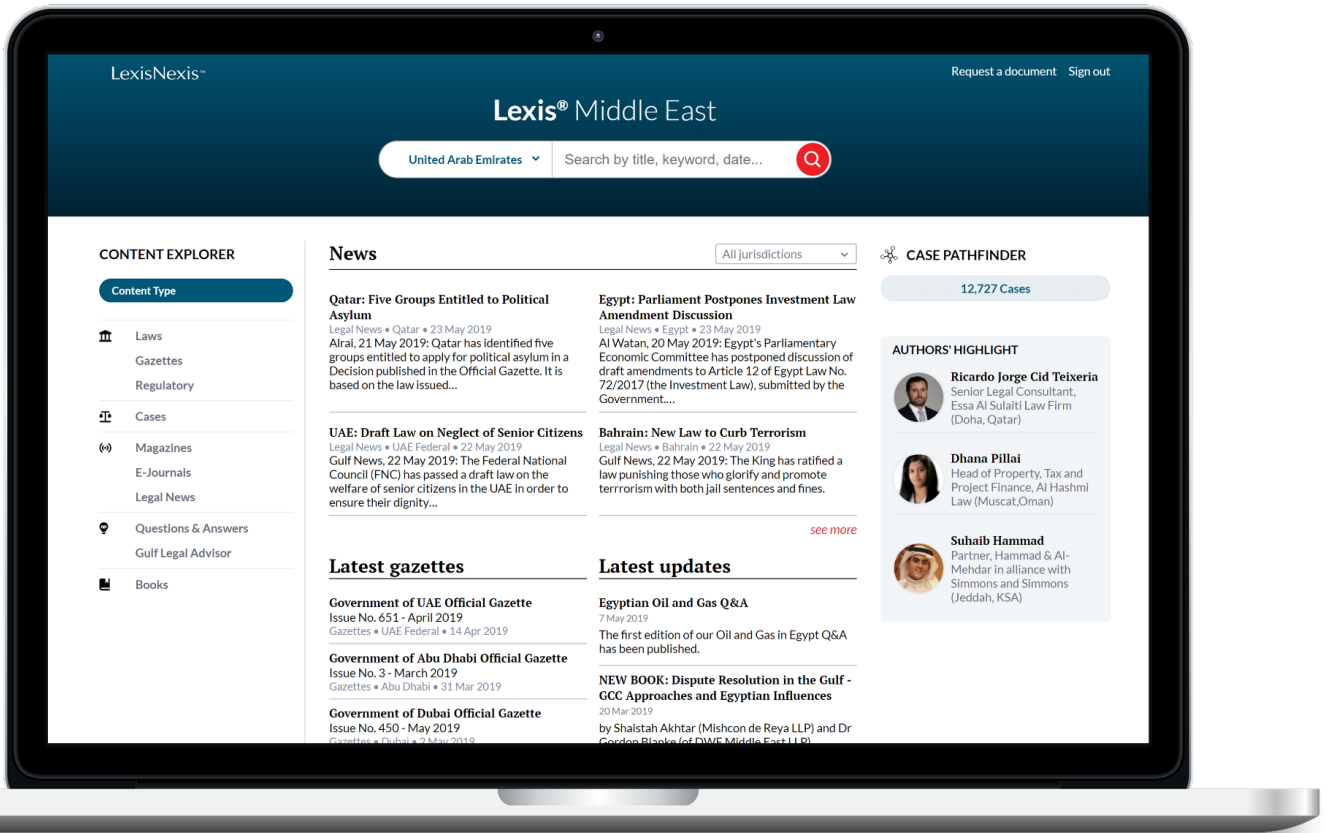 LexisNexis™
Request a document Sign out
Lexis® Middle East
United Arab Emirates
Search by title, keyword, date...
CONTENT EXPLORER
Content Type
Laws
Gazettes
Regulatory
Cases
Magazines
E-Journals
Legal News
Questions & Answers
Gulf Legal Advisor
Books
News
All jurisdictions
Qatar: Five Groups Entitled to Political
Asylum
Legal News • Qatar • 23 May 2019
Alrai, 21 May 2019: Qatar has identified five
groups entitled to apply for political asylum in a
Decision published in the Official Gazette. It is
based on the law issued...
Egypt: Parliament Postpones Investment Law
Amendment Discussion
Legal News • Egypt • 23 May 2019
Al Watan, 20 May 2019: Egypt's Parliamentary
Economic Committee has postponed discussion of
draft amendments to Article 12 of Egypt Law No.
72/2017 (the Investment Law), submitted by the
Government....
UAE: Draft Law on Neglect of Senior Citizens
Legal News • UAE Federal • 22 May 2019
Gulf News, 22 May 2019: The Federal National
Council (FNC) has passed a draft law on the
welfare of senior citizens in the UAE in order to
ensure their dignity...
Bahrain: New Law to Curb Terrorism
Legal News • Bahrain • 22 May 2019
Gulf News, 22 May 2019: The King has ratified a
law punishing those who glorify and promote
terrrorism with both jail sentences and fines.
see more
Latest gazettes
Government of UAE Official Gazette
Issue No. 651 - April 2019
Gazettes • UAE Federal • 14 Apr 2019
Government of Abu Dhabi Official Gazette
Issue No. 3 - March 2019
Gazettes • Abu Dhabi • 31 Mar 2019
Government of Dubai Official Gazette
Issue No. 450 - May 2019
Gazettes • Dubai • 2 May 2019
Latest updates
Egyptian Oil and Gas Q&A
7 May 2019
The first edition of our Oil and Gas in Egypt Q&A
has been published.
NEW BOOK: Dispute Resolution in the Gulf -
GCC Approaches and Egyptian Influences
20 Mar 2019
by Shaistah Akhtar (Mishcon de Reya LLP) and Dr
Gordon Blanke (of DWF Middle East LLP)
CASE PATHFINDER
12,727 Cases
AUTHORS' HIGHLIGHT
Ricardo Jorge Cid Teixeria
Senior Legal Consultant,
Essa Al Sulaiti Law Firm
(Doha, Qatar)
Dhana Pillai
Head of Property, Tax and
Project Finance, Al Hashmi
Law (Muscat,Oman)
Suhaib Hammad
Partner, Hammad & Al-
Mehdar in alliance with
Simmons and Simmons
(Jeddah, KSA)